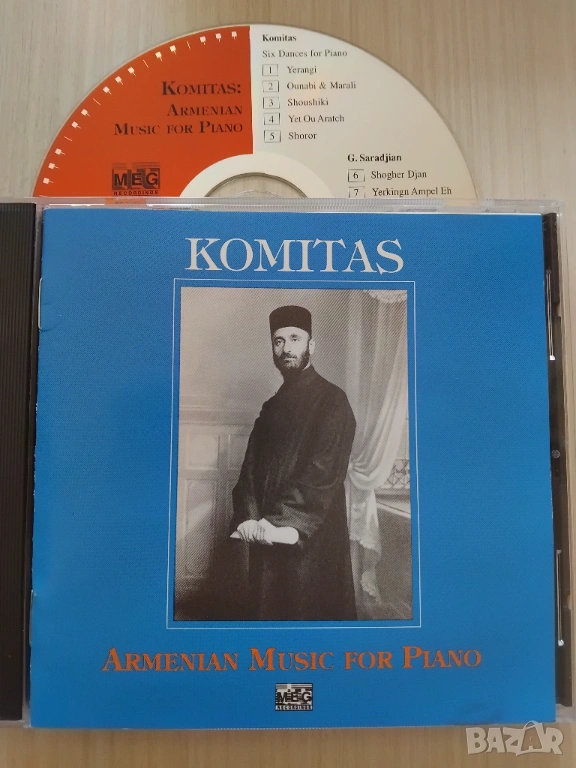 KOMITAS:
ARMENIAN
MUSIC FOR PIANO
MEG
RECORDINGS
Komitas
Six Dances for Piano
1 Yerangi
2 Ounabi & Marali
3 Shoushiki
4 Yet Ou Aratch
5 Shoror
G. Saradjian
6 Shogher Djan
7 Yerkingn Ampel Eh
KOMITAS
ARMENIAN MUSIC FOR PIANO
MEG
RECORDINGS
BAZAR